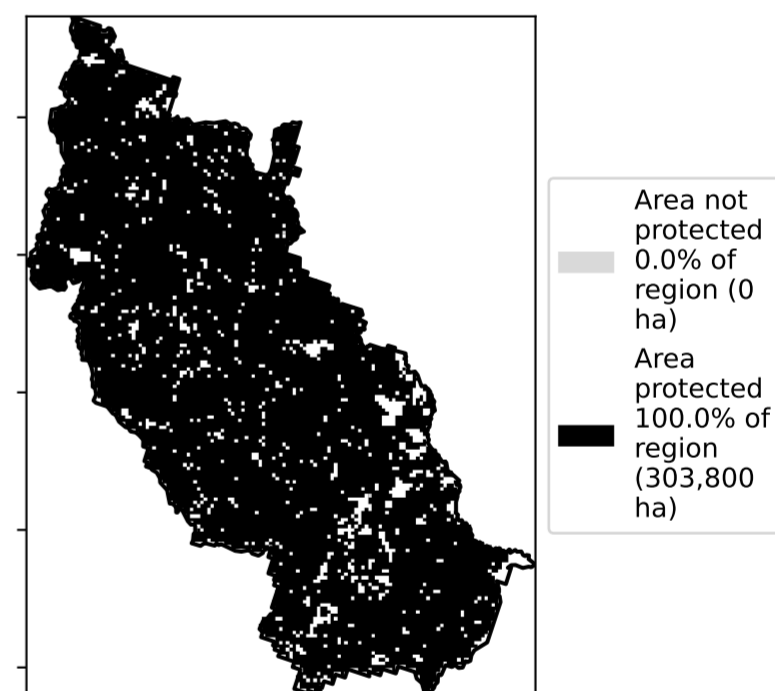 Area not
protected
0.0% of
region (0
ha)
Area
protected
100.0% of
region
(303,800
ha)